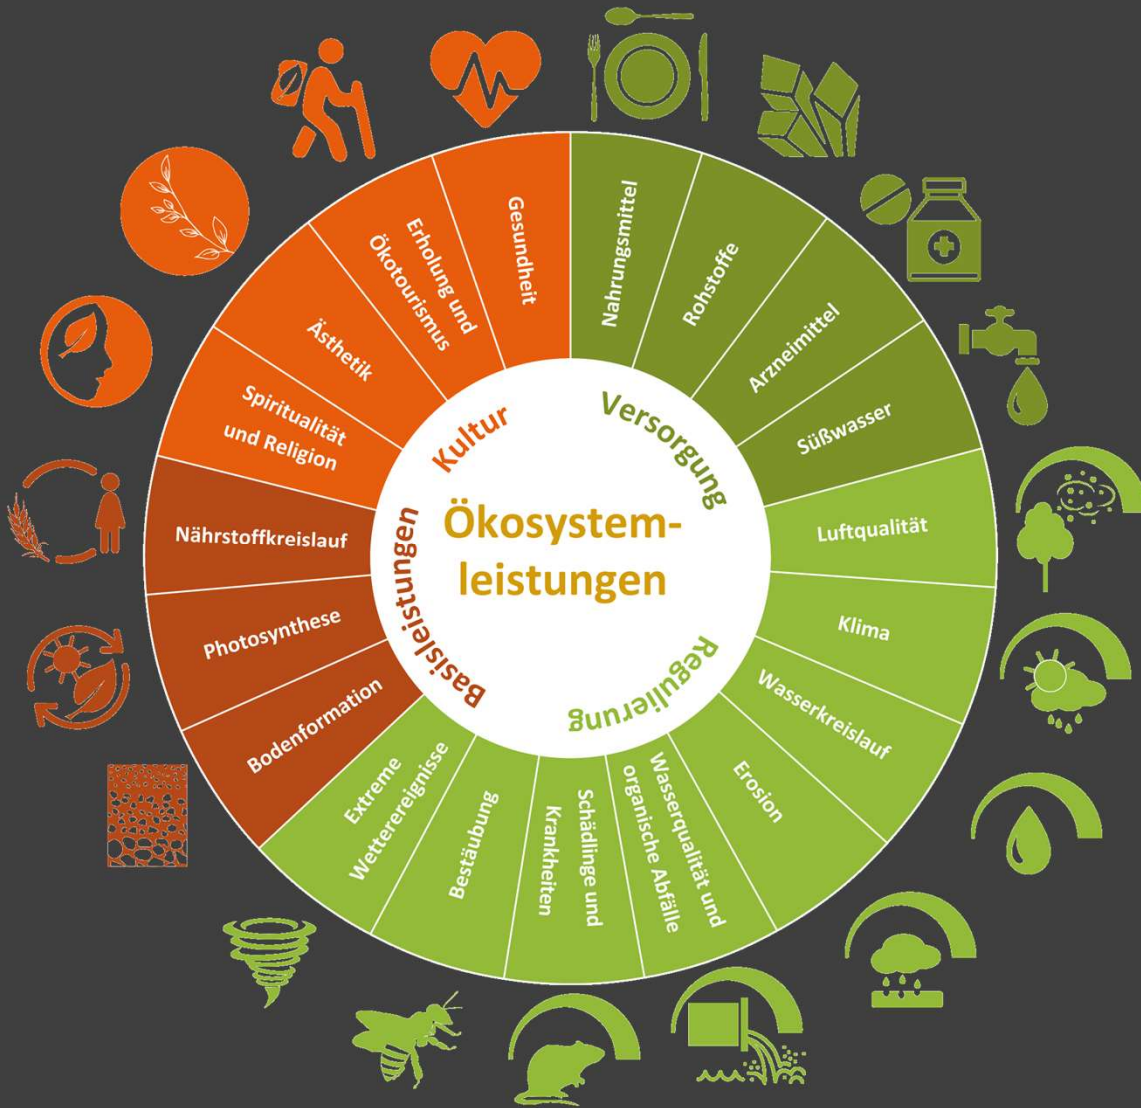 Ökosystem-
leistungen
Versorgung
Nahrungsmittel
Rohstoffe
Arzneimittel
Süßwasser
Regulierung
Luftqualität
Klima
Wasserkreislauf
Erosion
Wasserqualität und
organische Abfälle
Schädlinge und
Krankheiten
Bestäubung
Extreme
Wetterereignisse
Basisleistungen
Bodenformation
Photosynthese
Nährstoffkreislauf
Kultur
Spiritualität
und Religion
Ästhetik
Erholung und
Ökotourismus
Gesundheit